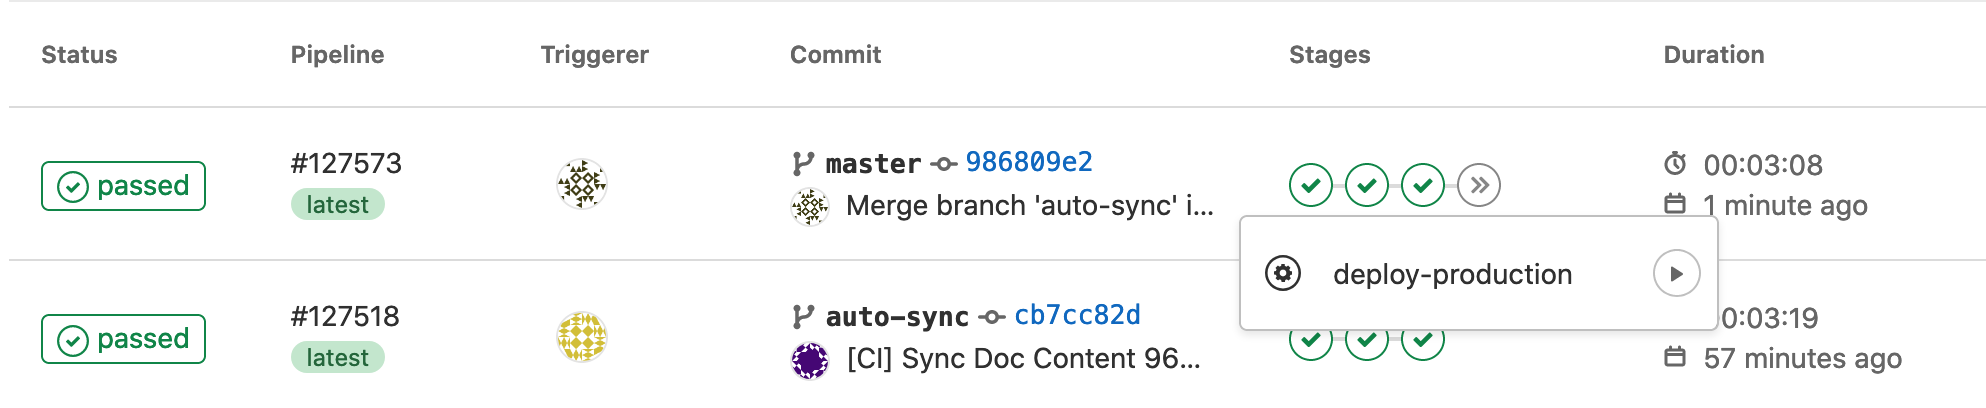 Status Pipeline Triggerer Commit Stages Duration
passed #127573 latest master 986809e2 00:03:08
Merge branch 'auto-sync' i... 1 minute ago
deploy-production
passed #127518 latest auto-sync cb7cc82d 0:03:19
[CI] Sync Doc Content 96... 57 minutes ago